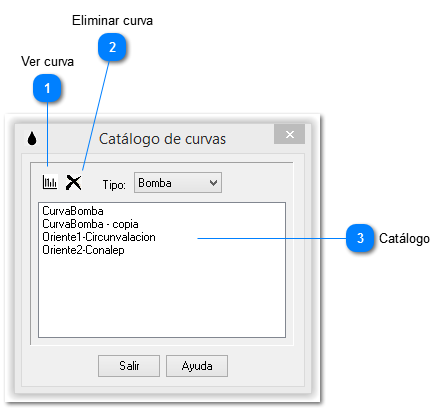 Eliminar curva
2
Ver curva
1
Catálogo de curvas
Tipo: Bomba
CurvaBomba
CurvaBomba - copia
Oriente1-Circunvalacion
Oriente2-Conalep
3 Catálogo
Salir Ayuda